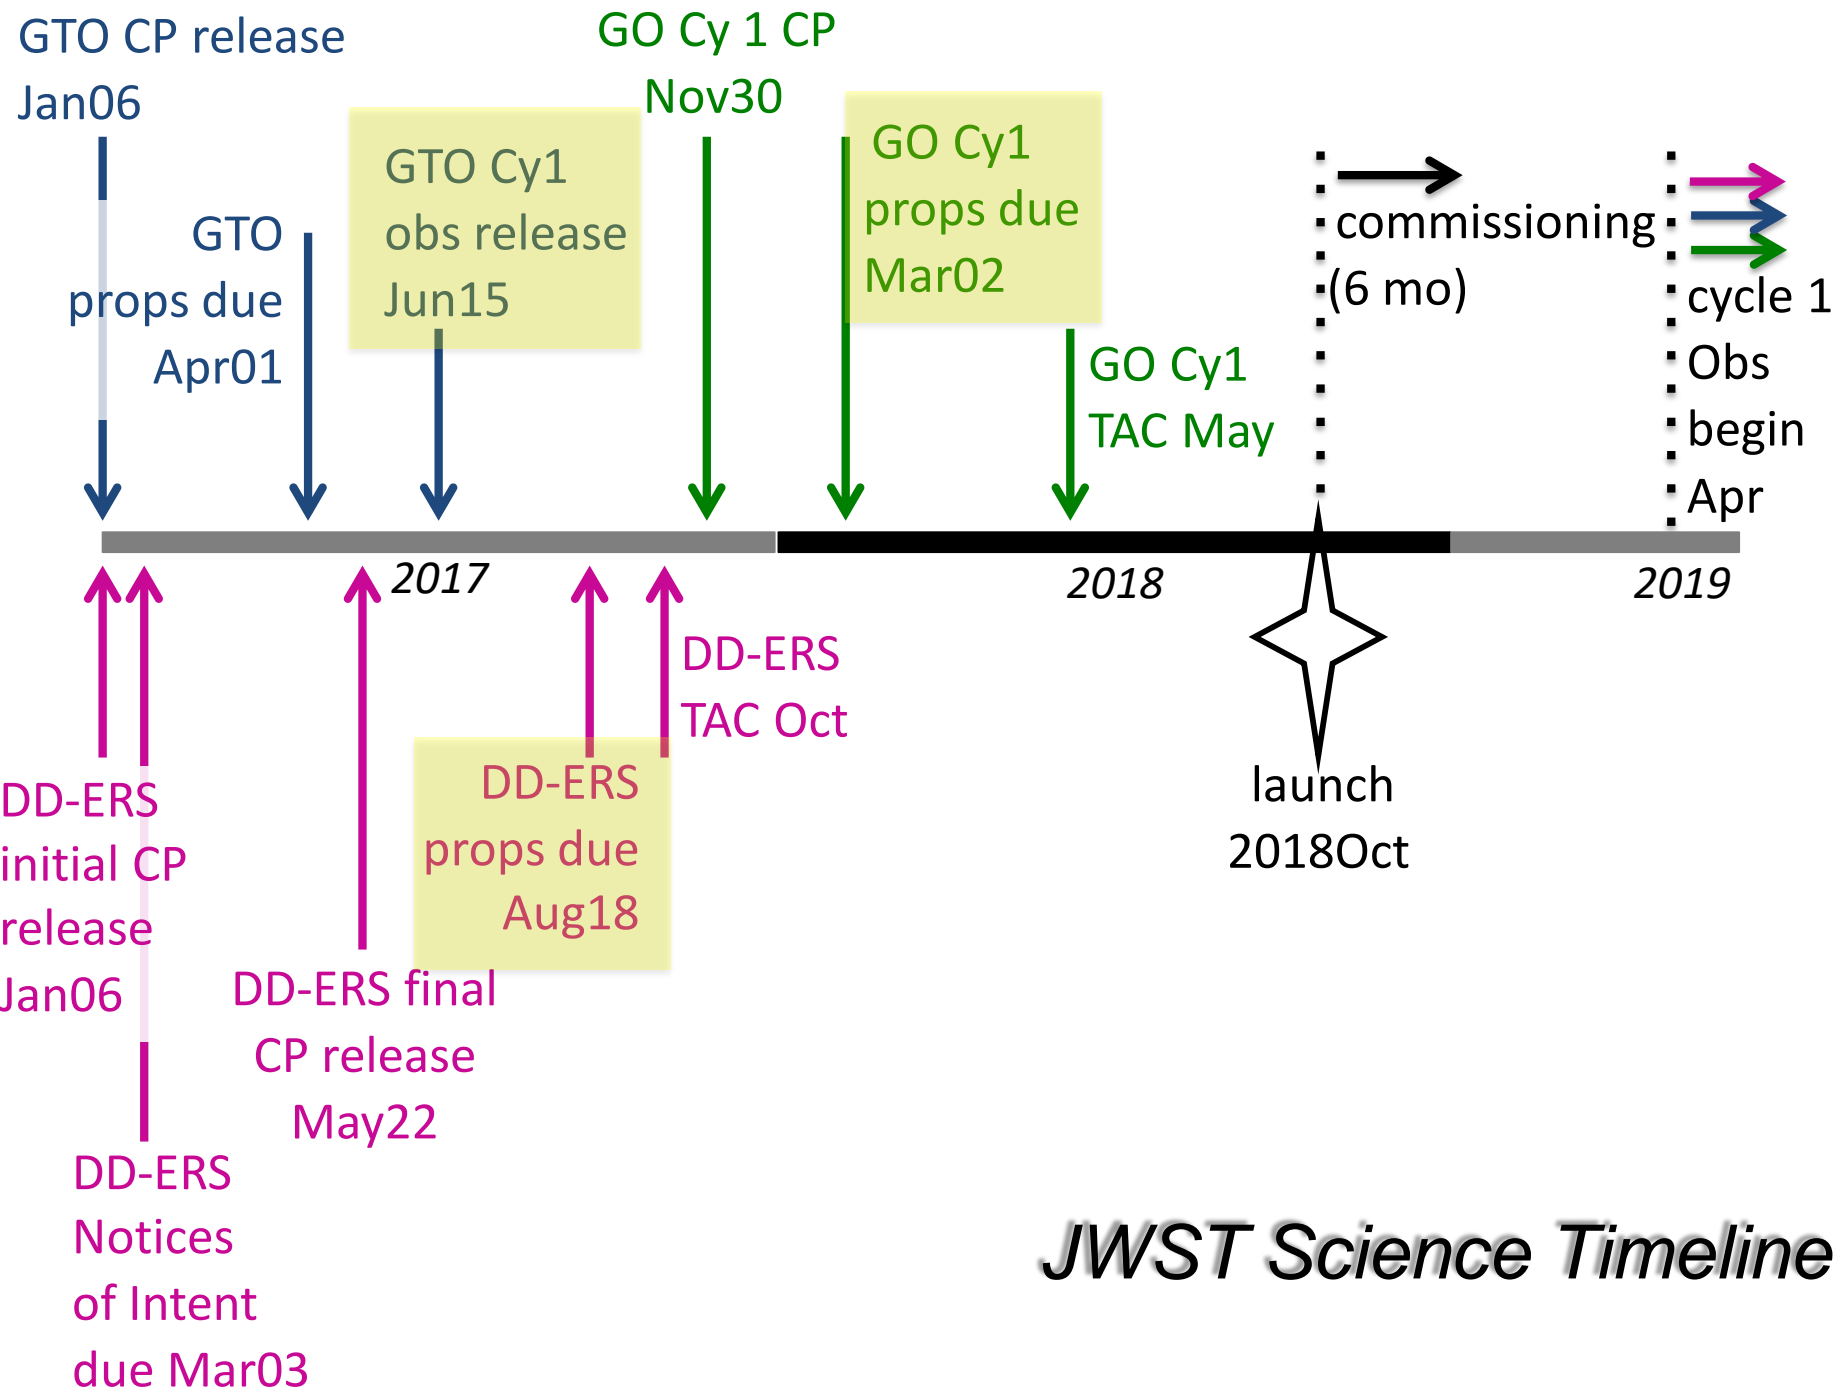 GTO CP release
Jan06
GTO
props due
Apr01
GTO Cy1
obs release
Jun15
GO Cy 1 CP
Nov30
GO Cy1
props due
Mar02
GO Cy1
TAC May
commissioning
(6 mo)
cycle 1
Obs
begin
Apr
2017
2018
2019
DD-ERS
initial CP
release
Jan06
DD-ERS
Notices
of Intent
due Mar03
DD-ERS final
CP release
May22
DD-ERS
props due
Aug18
DD-ERS
TAC Oct
launch
2018Oct
JWST Science Timeline